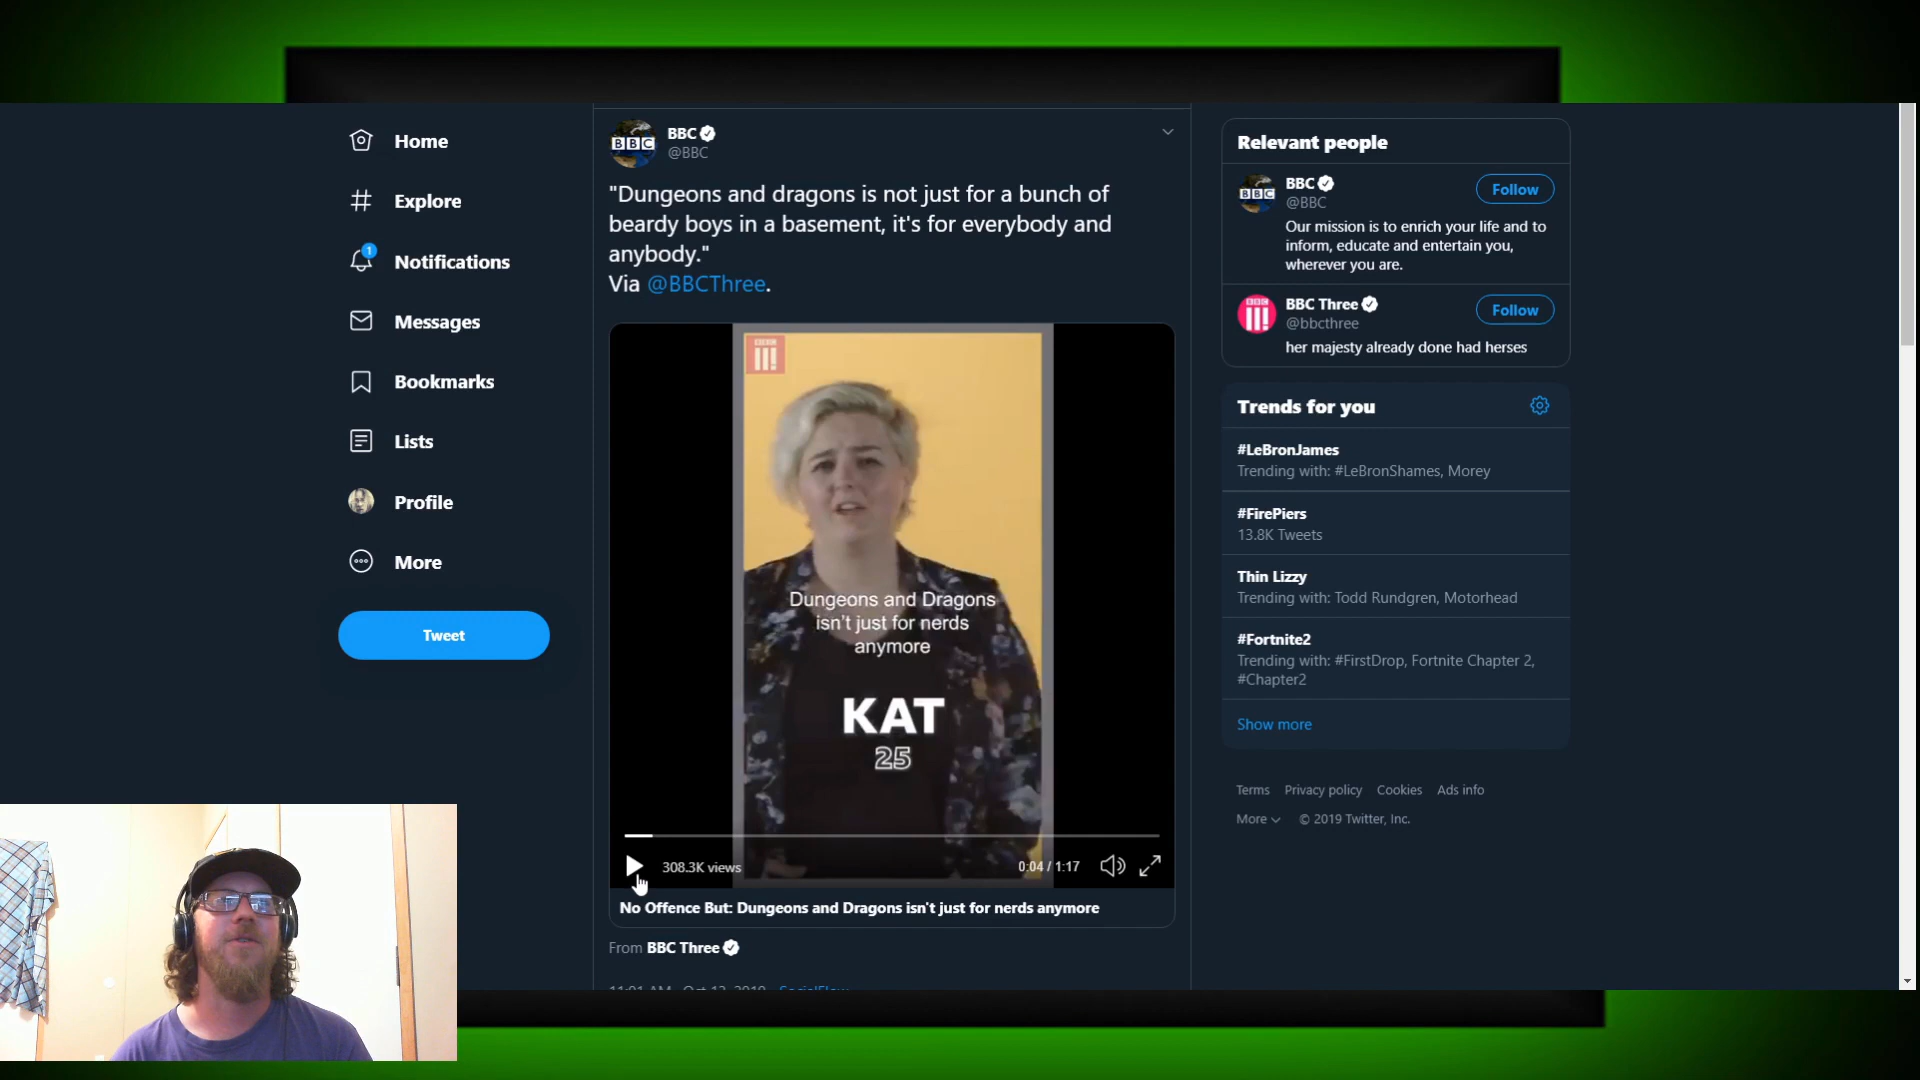 Home
Explore
1
Notifications
Messages
Bookmarks
Lists
Profile
More
Tweet
BBC
BBC
@BBC
"Dungeons and dragons is not just for a bunch of
beardy boys in a basement, it's for everybody and
anybody."
Via @BBCThree.
Dungeons and Dragons
isn't just for nerds
anymore
KAT
25
308.3K views
0:04 / 1:17
No Offence But: Dungeons and Dragons isn't just for nerds anymore
From BBC Three
11:01 AM · Oct 13, 2019 · SocialFlow
Relevant people
BBC
BBC
@BBC
Follow
Our mission is to enrich your life and to
inform, educate and entertain you,
wherever you are.
BBC Three
@bbcthree
Follow
her majesty already done had herses
Trends for you
#LeBronJames
Trending with: #LeBronShames, Morey
#FirePiers
13.8K Tweets
Thin Lizzy
Trending with: Todd Rundgren, Motorhead
#Fortnite2
Trending with: #FirstDrop, Fortnite Chapter 2,
#Chapter2
Show more
Terms Privacy policy Cookies Ads info
More © 2019 Twitter, Inc.